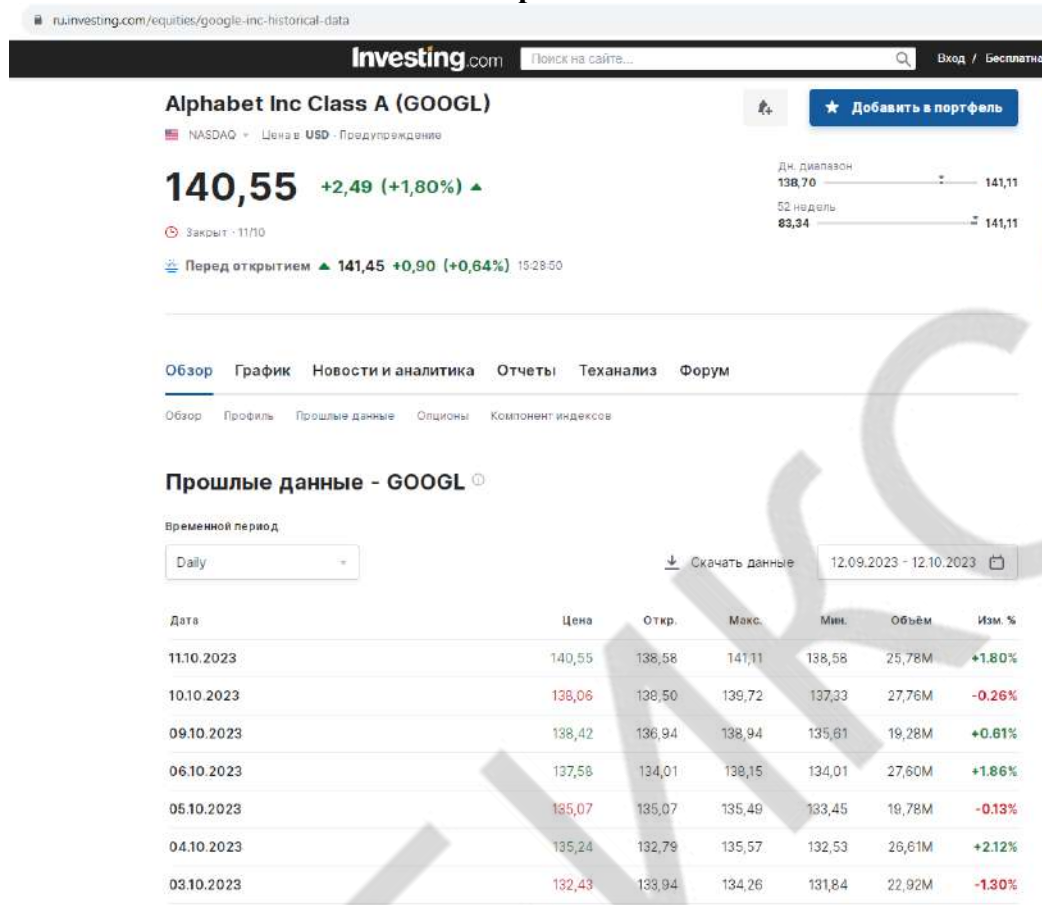 ru.investing.com/equities/google-inc-historical-data
Investing.com Поиск на сайте... Вход / Бесплатна
Alphabet Inc Class A (GOOGL) Добавить в портфель
NASDAQ Цена в USD · Предупреждение
140,55 +2,49 (+1,80%)
Дн. диапазон
138,70 141,11
52 недель
83,34 141,11
Закрыт · 11/10
Перед открытием 141,45 +0,90 (+0,64%) 15:28:50
Обзор График Новости и аналитика Отчеты Теханализ Форум
Обзор Профиль Прошлые данные Опционы Компонент индексов
Прошлые данные - GOOGL
Временной период
Daily Скачать данные 12.09.2023 - 12.10.2023
Дата Цена Откр. Макс. Мин. Объём Изм. %
11.10.2023 140,55 138,58 141,11 138,58 25,78M +1.80%
10.10.2023 138,06 138,50 139,72 137,33 27,76M -0.26%
09.10.2023 138,42 136,94 138,94 135,61 19,28M +0.61%
06.10.2023 137,58 134,01 138,15 134,01 27,60M +1.86%
05.10.2023 135,07 135,07 135,49 133,45 19,78M -0.13%
04.10.2023 135,24 132,79 135,57 132,53 26,61M +2.12%
03.10.2023 132,43 133,94 134,26 131,84 22,92M -1.30%